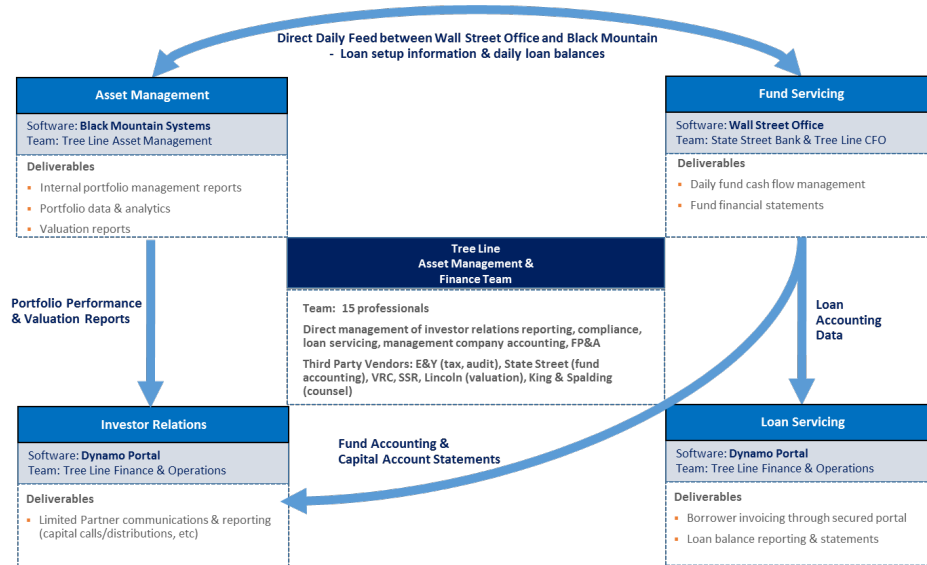 Direct Daily Feed between Wall Street Office and Black Mountain
- Loan setup information & daily loan balances
Asset Management
Software: Black Mountain Systems
Team: Tree Line Asset Management
Deliverables
▪ Internal portfolio management reports
▪ Portfolio data & analytics
▪ Valuation reports
Fund Servicing
Software: Wall Street Office
Team: State Street Bank & Tree Line CFO
Deliverables
▪ Daily fund cash flow management
▪ Fund financial statements
Tree Line
Asset Management &
Finance Team
Team: 15 professionals
Direct management of investor relations reporting, compliance,
loan servicing, management company accounting, FP&A
Third Party Vendors: E&Y (tax, audit), State Street (fund
accounting), VRC, SSR, Lincoln (valuation), King & Spalding
(counsel)
Portfolio Performance
& Valuation Reports
Loan
Accounting
Data
Investor Relations
Software: Dynamo Portal
Team: Tree Line Finance & Operations
Deliverables
▪ Limited Partner communications & reporting
(capital calls/distributions, etc)
Fund Accounting &
Capital Account Statements
Loan Servicing
Software: Dynamo Portal
Team: Tree Line Finance & Operations
Deliverables
▪ Borrower invoicing through secured portal
▪ Loan balance reporting & statements